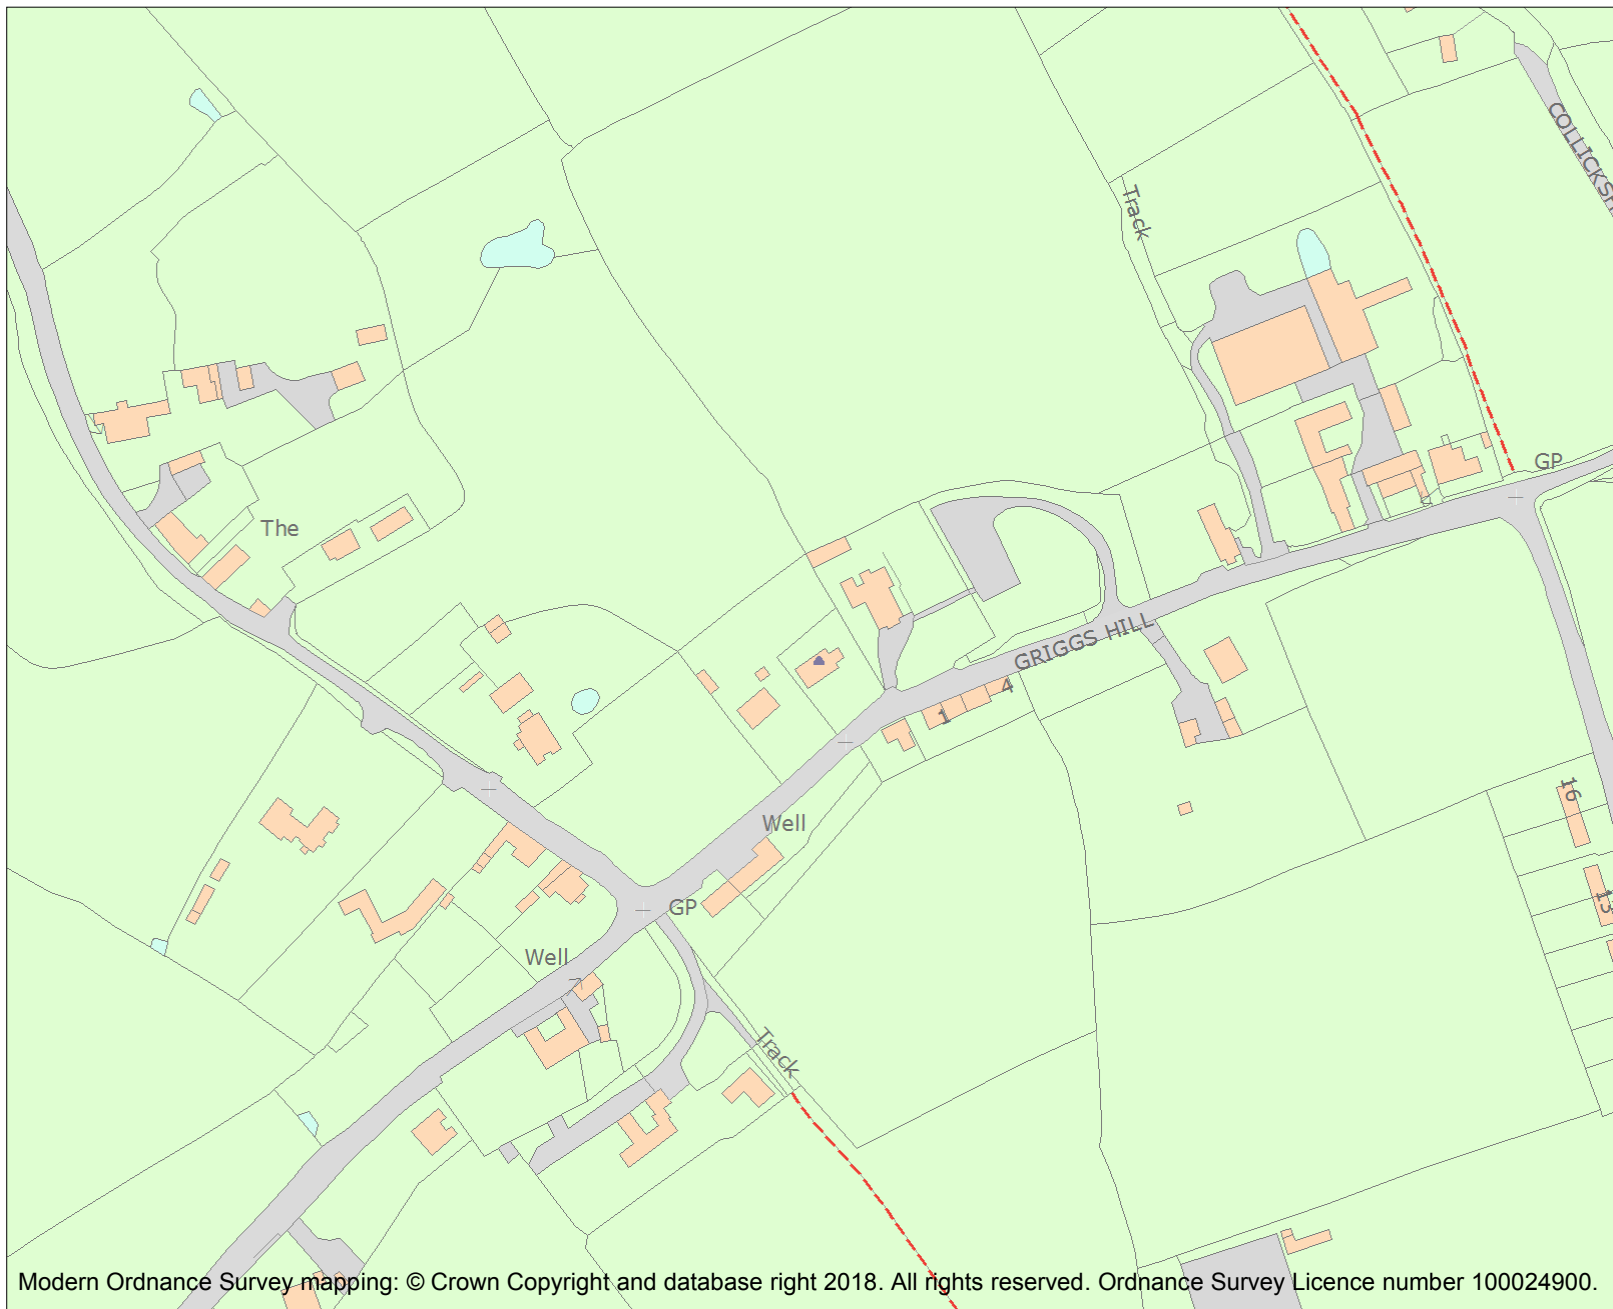 COLLICKSH
Track
GP
The
GRIGGS HILL
4
1
16
Well
13
GP
Well
Track
Modern Ordnance Survey mapping: © Crown Copyright and database right 2018. All rights reserved. Ordnance Survey Licence number 100024900.